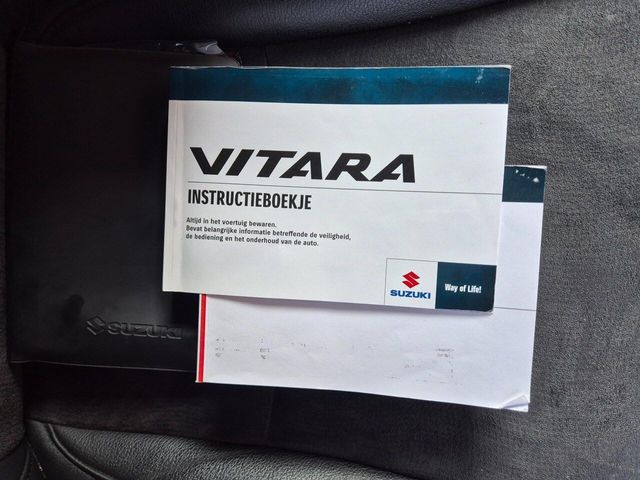 VITARA
INSTRUCTIEBOEKJE
Altijd in het voertuig bewaren.
Bevat belangrijke informatie betreffende de veiligheid,
de bediening en het onderhoud van de auto.
SUZUKI
Way of Life!
SUZUKI